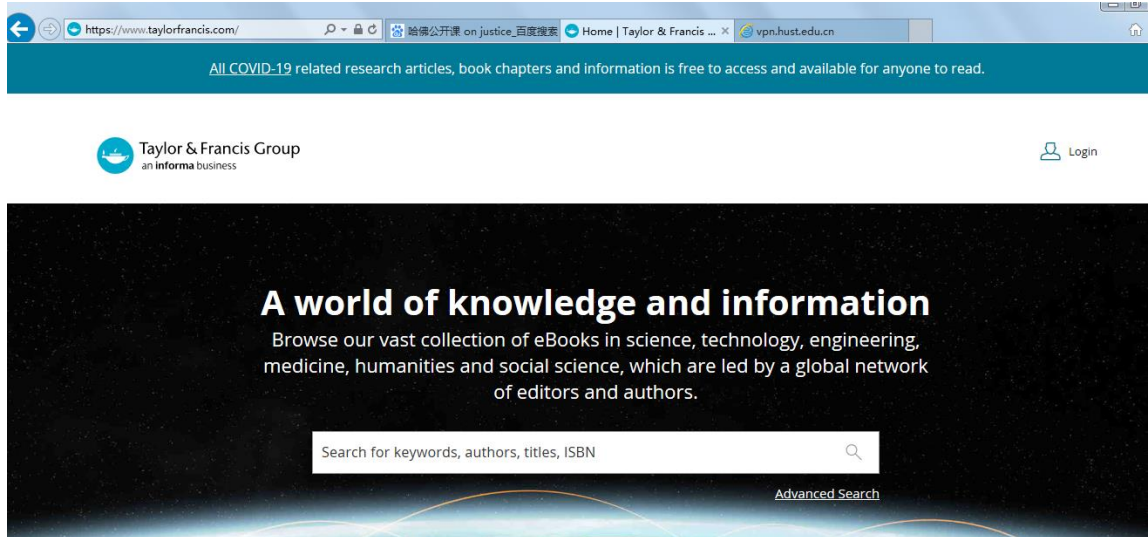 https://www.taylorfrancis.com/
哈佛公开课 on justice_百度搜索
Home | Taylor & Francis ...
vpn.hust.edu.cn
All COVID-19 related research articles, book chapters and information is free to access and available for anyone to read.
Taylor & Francis Group
an informa business
Login
A world of knowledge and information
Browse our vast collection of eBooks in science, technology, engineering,
medicine, humanities and social science, which are led by a global network
of editors and authors.
Search for keywords, authors, titles, ISBN
Advanced Search